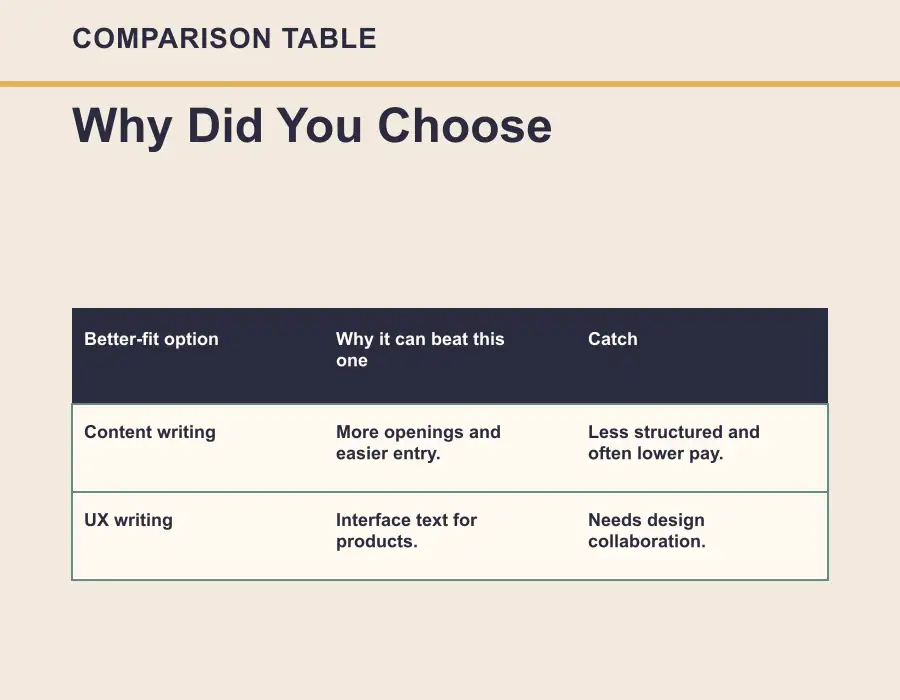 COMPARISON TABLE
Why Did You Choose
Better-fit option
Why it can beat this
one
Catch
Content writing
More openings and
easier entry.
Less structured and
often lower pay.
UX writing
Interface text for
products.
Needs design
collaboration.